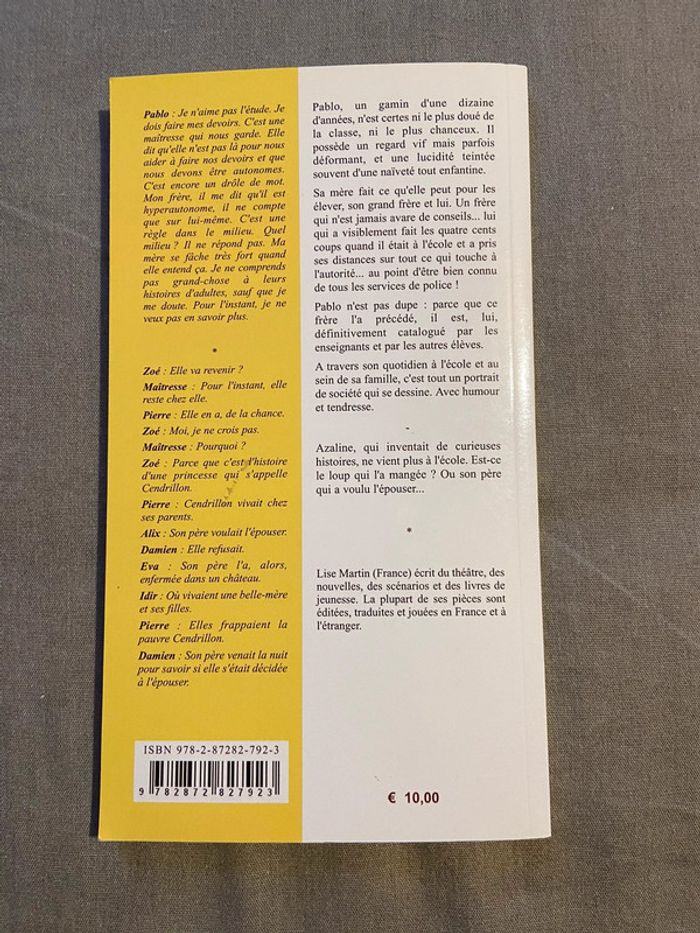 Pablo : Je n'aime pas l'étude. Je
dois faire mes devoirs. C'est une
maîtresse qui nous garde. Elle
dit qu'elle n'est pas là pour nous
aider à faire nos devoirs et que
nous devons être autonomes.
C'est encore un drôle de mot.
Mon frère, il me dit qu'il est
hyperautonome, il ne compte
que sur lui-même. C'est une
règle dans le milieu. Quel
milieu ? Il ne répond pas. Ma
mère se fâche très fort quand
elle entend ça. Je ne comprends
pas grand-chose à leurs
histoires d'adultes, sauf que je
me doute. Pour l'instant, je ne
veux pas en savoir plus.
*
Zoé : Elle va revenir ?
Maîtresse : Pour l'instant, elle
reste chez elle.
Pierre : Elle en a, de la chance.
Zoé : Moi, je ne crois pas.
Maîtresse : Pourquoi ?
Zoé : Parce que c'est l'histoire
d'une princesse qui s'appelle
Cendrillon.
Pierre : Cendrillon vivait chez
ses parents.
Alix : Son père voulait l'épouser.
Damien : Elle refusait.
Eva : Son père l'a, alors,
enfermée dans un château.
Idir : Où vivaient une belle-mère
et ses filles.
Pierre : Elles frappaient la
pauvre Cendrillon.
Damien : Son père venait la nuit
pour savoir si elle s'était décidée
à l'épouser.
ISBN 978-2-87282-792-3
9 782872 827923
Pablo, un gamin d'une dizaine
d'années, n'est certes ni le plus doué de
la classe, ni le plus chanceux. Il
possède un regard vif mais parfois
déformant, et une lucidité teintée
souvent d'une naïveté tout enfantine.
Sa mère fait ce qu'elle peut pour les
élever, son grand frère et lui. Un frère
qui n'est jamais avare de conseils... lui
qui a visiblement fait les quatre cents
coups quand il était à l'école et a pris
ses distances sur tout ce qui touche à
l'autorité... au point d'être bien connu
de tous les services de police !
Pablo n'est pas dupe : parce que ce
frère l'a précédé, il est, lui,
définitivement catalogué par les
enseignants et par les autres élèves.
A travers son quotidien à l'école et au
sein de sa famille, c'est tout un portrait
de société qui se dessine. Avec humour
et tendresse.
-
Azaline, qui inventait de curieuses
histoires, ne vient plus à l'école. Est-ce
le loup qui l'a mangée ? Ou son père
qui a voulu l'épouser...
*
Lise Martin (France) écrit du théâtre, des
nouvelles, des scénarios et des livres de
jeunesse. La plupart de ses pièces sont
éditées, traduites et jouées en France et à
l'étranger.
€ 10,00